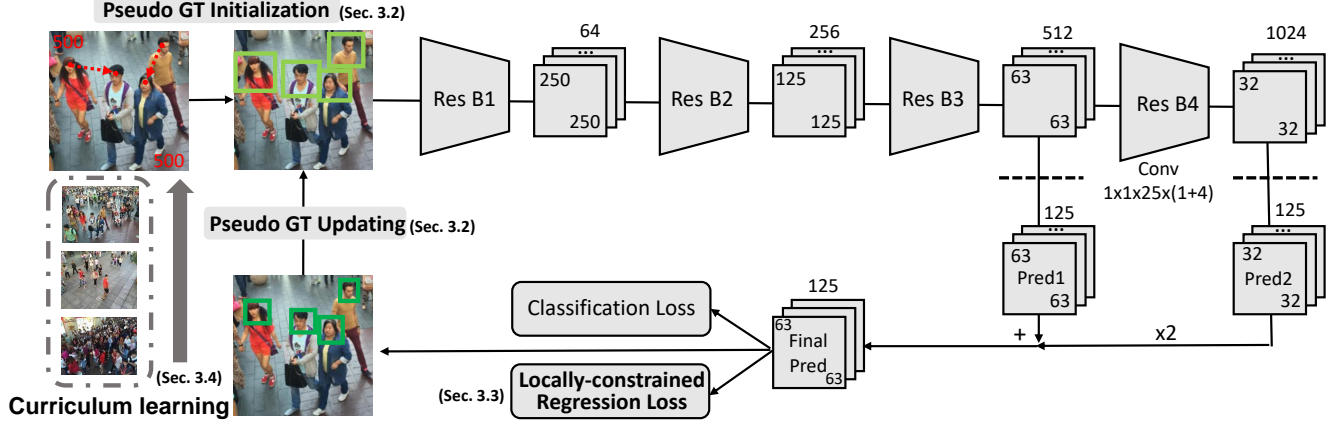 Pseudo GT Initialization (Sec. 3.2)
500
500
Res B1
64
...
250
250
Res B2
256
...
125
125
Res B3
512
...
63
63
Res B4
1024
...
32
32
Conv
1x1x25x(1+4)
125
...
63
Pred1
63
125
...
32
Pred2
32
+
x2
125
63
Final
Pred
63
Classification Loss
(Sec. 3.3)
Locally-constrained
Regression Loss
Pseudo GT Updating (Sec. 3.2)
(Sec. 3.4)
Curriculum learning